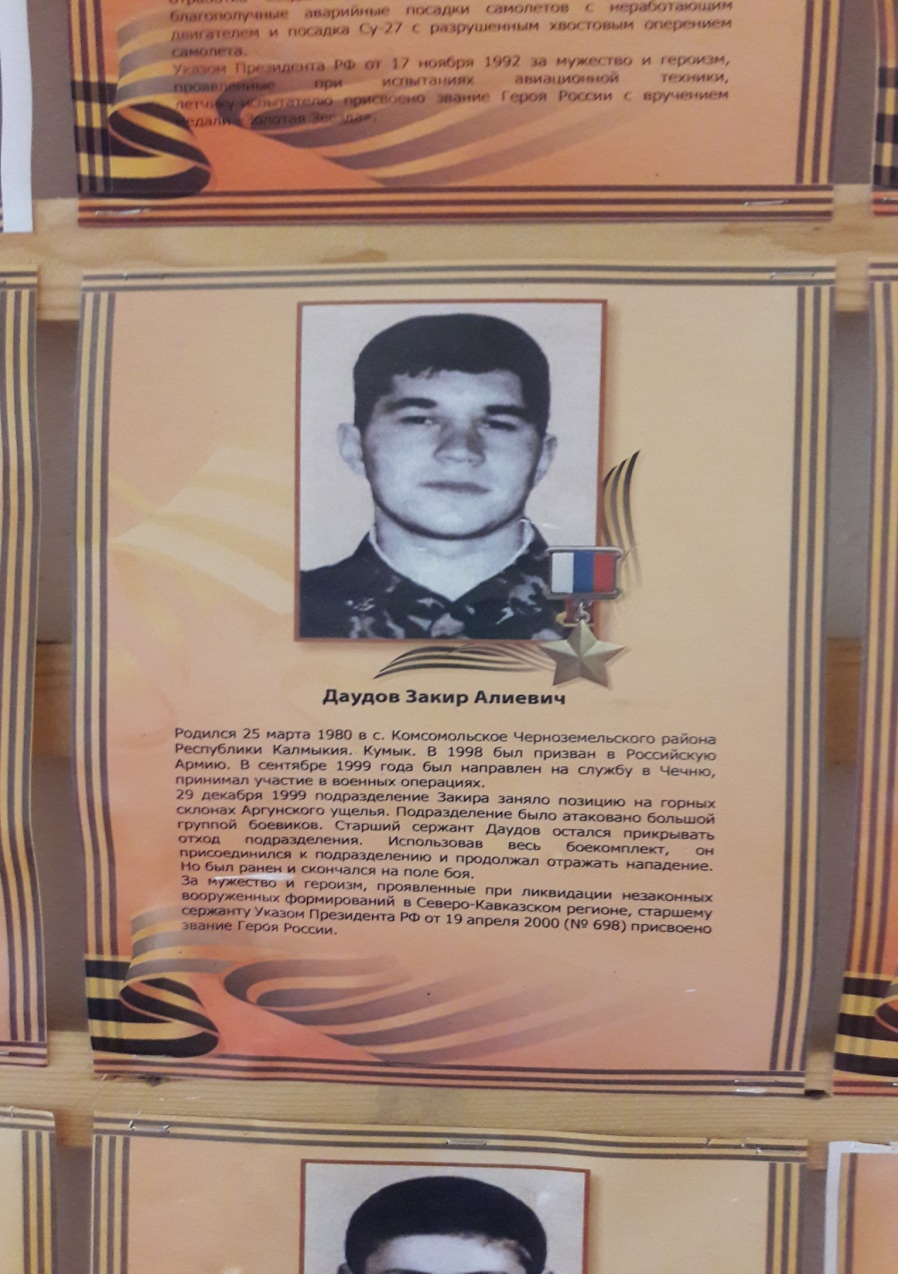 благополучные аварийные посадки самолетов с неработающим
двигателем и посадка Су-27 с разрушенным хвостовым оперением
самолета.
Указом Президента РФ от 17 ноября 1992 за мужество и героизм,
проявленные при испытаниях авиационной техники,
летчику-испытателю присвоено звание Героя России с вручением
медали «Золотая Звезда».
Даудов Закир Алиевич
Родился 25 марта 1980 в с. Комсомольское Черноземельского района
Республики Калмыкия. Кумык. В 1998 был призван в Российскую
Армию. В сентябре 1999 года был направлен на службу в Чечню,
принимал участие в военных операциях.
29 декабря 1999 подразделение Закира заняло позицию на горных
склонах Аргунского ущелья. Подразделение было атаковано большой
группой боевиков. Старший сержант Даудов остался прикрывать
отход подразделения. Использовав весь боекомплект, он
присоединился к подразделению и продолжал отражать нападение.
Но был ранен и скончался на поле боя.
За мужество и героизм, проявленные при ликвидации незаконных
вооруженных формирований в Северо-Кавказском регионе, старшему
сержанту Указом Президента РФ от 19 апреля 2000 (№ 698) присвоено
звание Героя России.